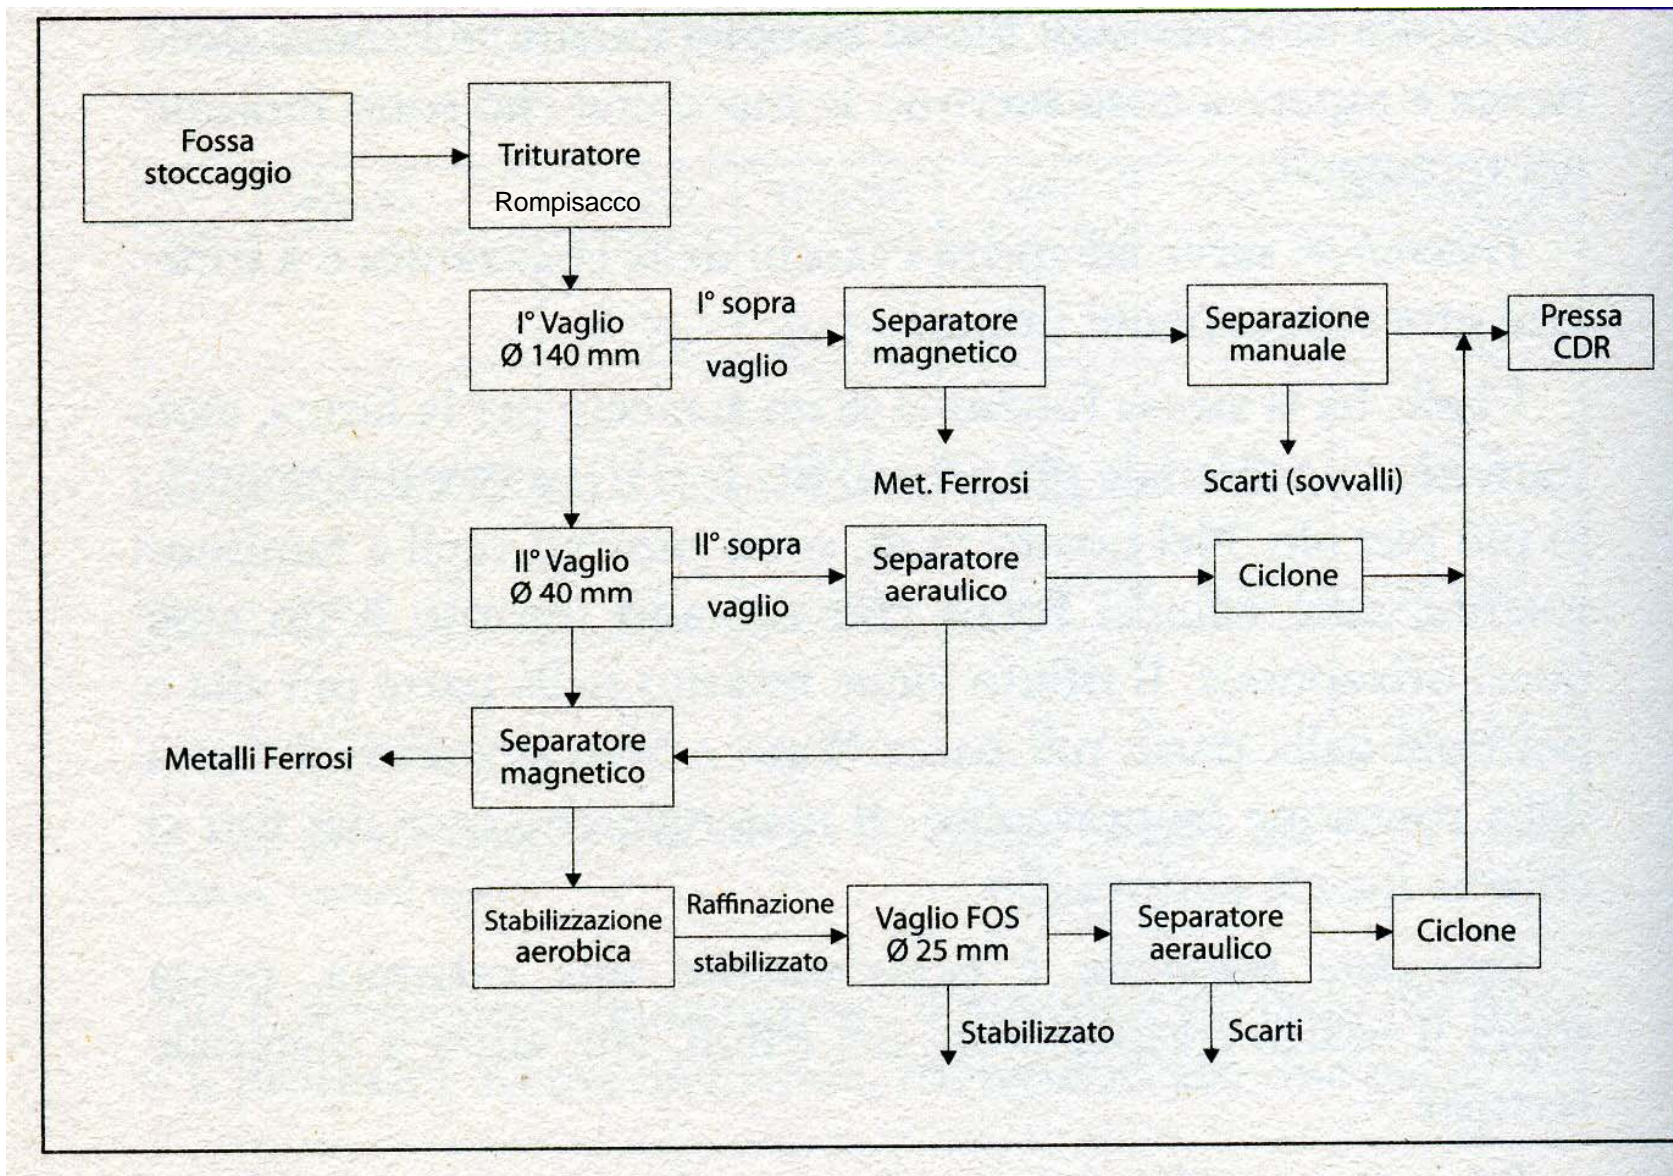 Fossa
stoccaggio
Trituratore
Rompisacco
I° Vaglio
Ø 140 mm
I° sopra
vaglio
Separatore
magnetico
Separazione
manuale
Pressa
CDR
Met. Ferrosi
Scarti (sovvalli)
II° Vaglio
Ø 40 mm
II° sopra
vaglio
Separatore
aeraulico
Ciclone
Metalli Ferrosi
Separatore
magnetico
Stabilizzazione
aerobica
Raffinazione
stabilizzato
Vaglio FOS
Ø 25 mm
Separatore
aeraulico
Ciclone
Stabilizzato
Scarti